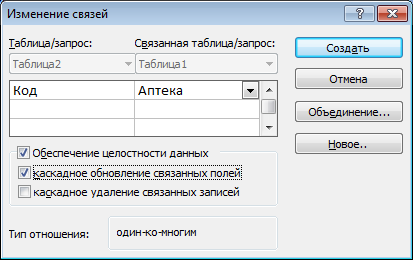 Изменение связей
Таблица/запрос: Связанная таблица/запрос:
Таблица2 Таблица1
Код Аптека
Обеспечение целостности данных
каскадное обновление связанных полей
каскадное удаление связанных записей
Тип отношения: один-ко-многим
Создать
Отмена
Объединение...
Новое..